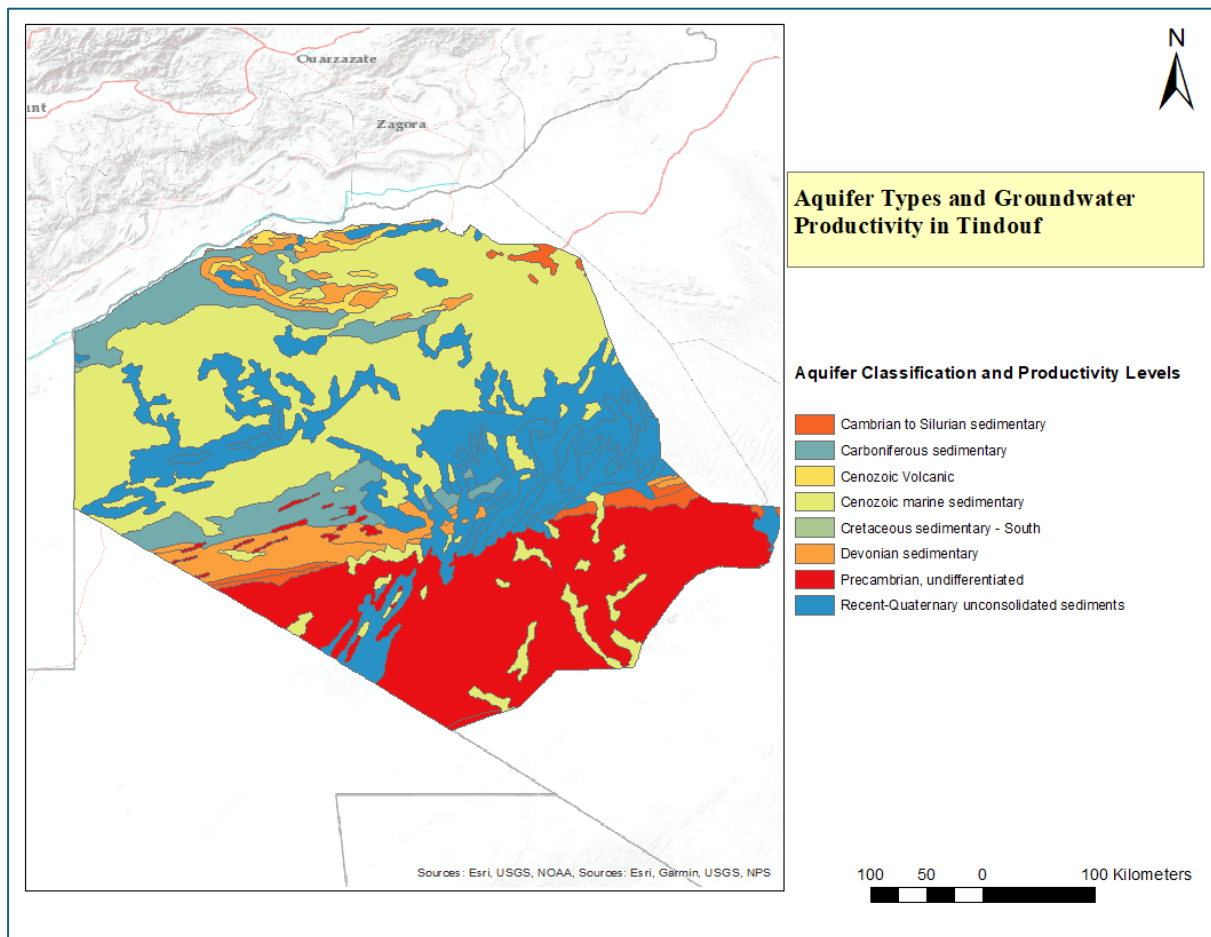 Ouarzazate
Zagora
N
Aquifer Types and Groundwater
Productivity in Tindouf
Aquifer Classification and Productivity Levels
Cambrian to Silurian sedimentary
Carboniferous sedimentary
Cenozoic Volcanic
Cenozoic marine sedimentary
Cretaceous sedimentary - South
Devonian sedimentary
Precambrian, undifferentiated
Recent-Quaternary unconsolidated sediments
Sources: Esri, USGS, NOAA, Sources: Esri, Garmin, USGS, NPS
100 50 0 100 Kilometers